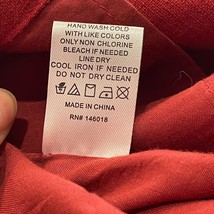 HAND WASH COLD
WITH LIKE COLORS
ONLY NON CHLORINE
BLEACH IF NEEDED
LINE DRY
COOL IRON IF NEEDED
DO NOT DRY CLEAN
MADE IN CHINA
RN# 146018